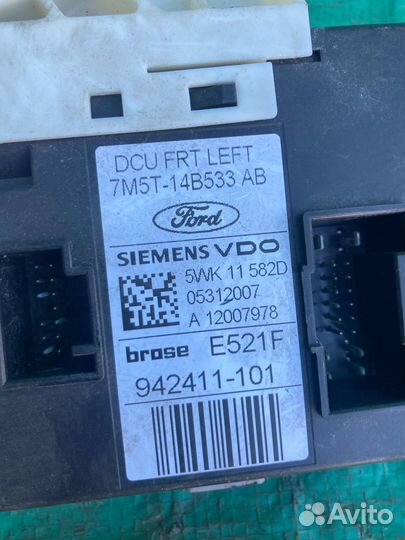 DCU FRT LEFT
7M5T-14B533 AB
Ford
SIEMENS VDO
5WK 11 582D
05312007
A 12007978
brose E521F
942411-101
Avito